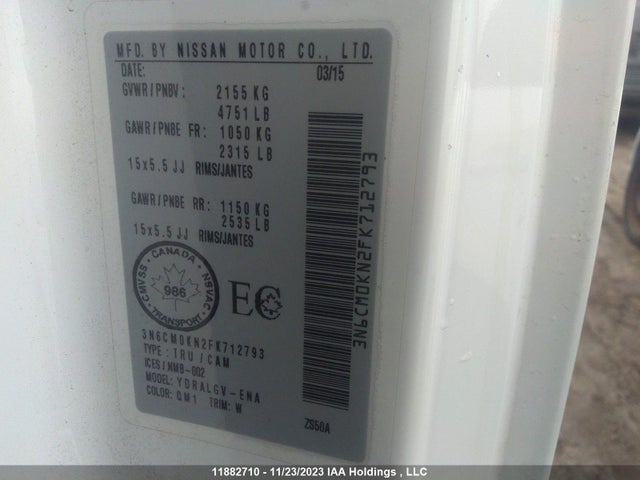 MFD. BY NISSAN MOTOR CO., LTD.
DATE: 03/15
GVWR/PNBV: 2155 KG
4751 LB
GAWR/PNBE FR: 1050 KG
2315 LB
15x5.5 JJ RIMS/JANTES
GAWR/PNBE RR: 1150 KG
2535 LB
15x5.5 JJ RIMS/JANTES
CANADA
CMVSS
NSVAC
986
TRANSPORT
EC
3N6CM0KN2FK712793
TYPE: TRU/CAM
ICES/NMB-002
MODEL: YDRALGV-ENA
COLOR: QM1 TRIM: W
ZS50A
3N6CM0KN2FK712793
11882710 - 11/23/2023 IAA Holdings , LLC